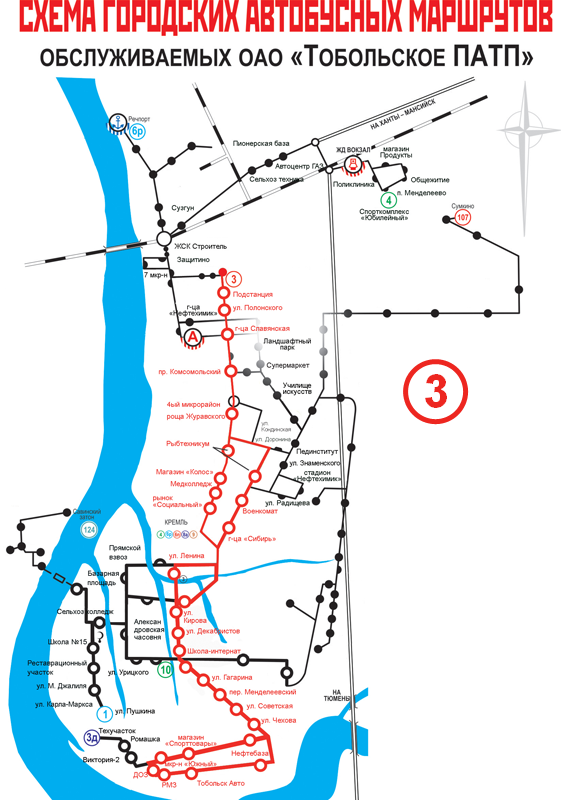 СХЕМА ГОРОДСКИХ АВТОБУСНЫХ МАРШРУТОВ
ОБСЛУЖИВАЕМЫХ ОАО «Тобольское ПАТП»
НА ХАНТЫ – МАНСИЙСК
Речпорт
6р
Пионерская база
ЖД ВОКЗАЛ
магазин
Продукты
Автоцентр ГАЗ
Сельхоз техника
Поликлиника
Общежитие
п. Менделеево
4
Спорткомплекс
«Юбилейный»
Сузгун
Сумкино
107
ЖСК Строитель
Защитино
7 мкр-н
3
Подстанция
г-ца
«Нефтехимик»
ул. Полонского
А
г-ца Славянская
Ландшафтный
парк
Супермаркет
пр. Комсомольский
3
Училище
искусств
4ый микрорайон
роща Журавского
ул.
Кондинская
ул. Доронина
Рыбтехникум
Пединститут
ул. Знаменского
стадион
«Нефтехимик»
Магазин «Колос»
Медколледж
рынок
«Социальный»
ул. Радищева
Военкомат
124
КРЕМЛЬ
г-ца «Сибирь»
Прямской
взвоз
ул. Ленина
Базарная
площадь
Сельхоз колледж
ул.
Кирова
Алексан
дровская
часовня
ул. Декабристов
Школа №15
Школа-интернат
Реставрационный
участок
ул. Урицкого
10
ул. Гагарина
ул. М. Джалиля
пер. Менделеевский
НА
ТЮМЕНЬ
ул. Карла-Маркса
1
ул. Пушкина
ул. Советская
ул. Чехова
3д
Техучасток
Ромашка
магазин
«Спорттовары»
Виктория-2
Нефтебаза
мкр-н «Южный»
ДОЗ
РМЗ
Тобольск Авто